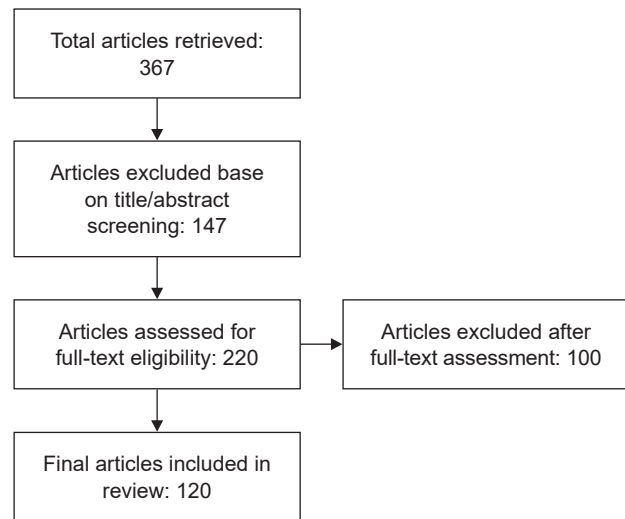 Total articles retrieved:
367
Articles excluded base
on title/abstract
screening: 147
Articles assessed for
full-text eligibility: 220
Articles excluded after
full-text assessment: 100
Final articles included in
review: 120